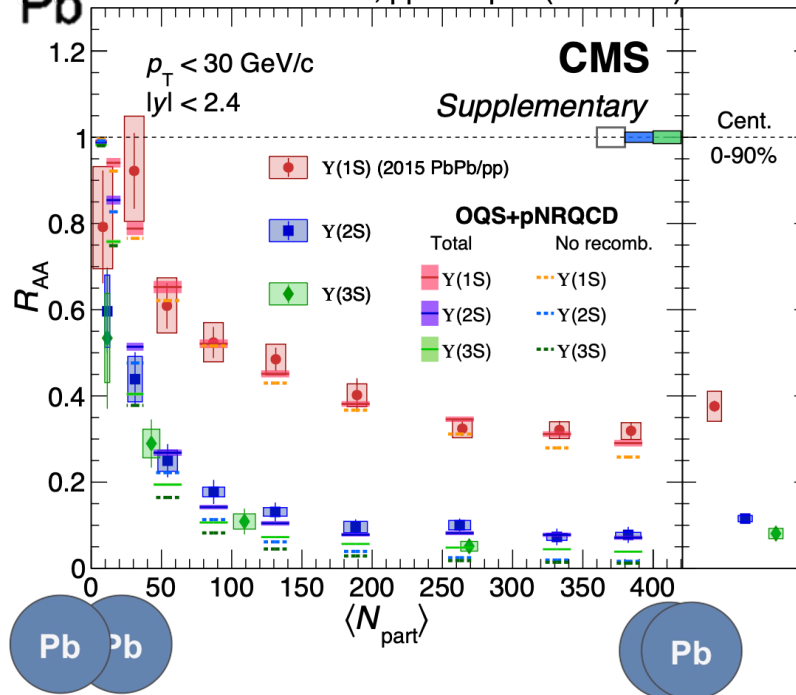 Pb
p_T < 30 GeV/c
|y| < 2.4
CMS
Supplementary
Cent.
0-90%
Υ(1S) (2015 PbPb/pp)
Υ(2S)
Υ(3S)
OQS+pNRQCD
Total No recomb.
Υ(1S) Υ(1S)
Υ(2S) Υ(2S)
Υ(3S) Υ(3S)
R_AA
1.2
1
0.8
0.6
0.4
0.2
0
0 50 100 150 200 250 300 350 400
⟨N_part⟩
Pb Pb Pb